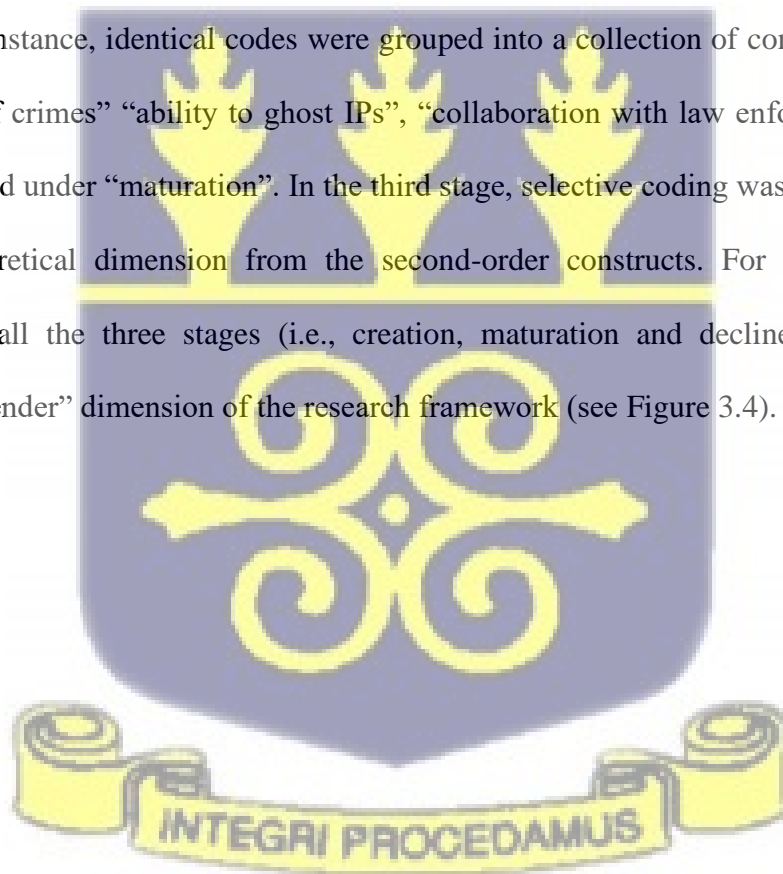 nstance, identical codes were grouped into a collection of cor
f crimes” “ability to ghost IPs”, “collaboration with law enfo
d under “maturation”. In the third stage, selective coding was
retical dimension from the second-order constructs. For
all the three stages (i.e., creation, maturation and decline
ender” dimension of the research framework (see Figure 3.4).
INTEGRI PROCEDAMUS